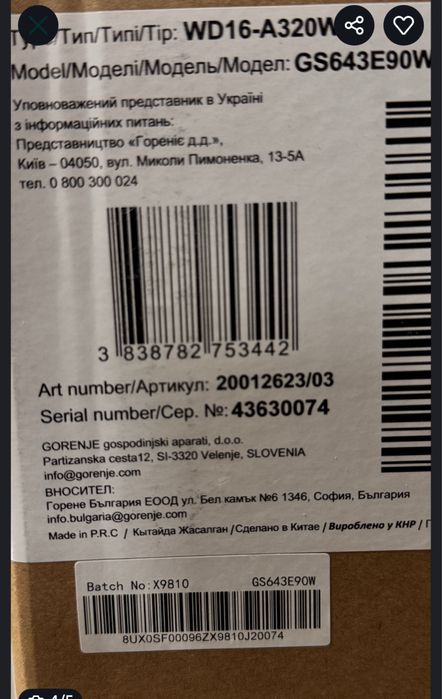 Тип/Типі/Tip: WD16-A320W
Model/Моделі/Модель/Модел: GS643E90W
Уповноважений представник в Україні
з інформаційних питань:
Представництво «Гореніє д.д.»,
Київ – 04050, вул. Миколи Пимоненка, 13-5А
тел. 0 800 300 024
3 838782 753442
Art number/Артикул: 20012623/03
Serial number/Сер. №: 43630074
GORENJE gospodinjski aparati, d.o.o.
Partizanska cesta12, SI-3320 Velenje, SLOVENIA
info@gorenje.com
ВНОСИТЕЛ:
Горене България ЕООД ул. Бел камък №6 1346, София, България
info.bulgaria@gorenje.com
Made in P.R.C / Кытайда Жасалган /Сделано в Китае / Вироблено у КНР /
Batch No:X9810 GS643E90W
8UX0SF00096ZX9810J20074